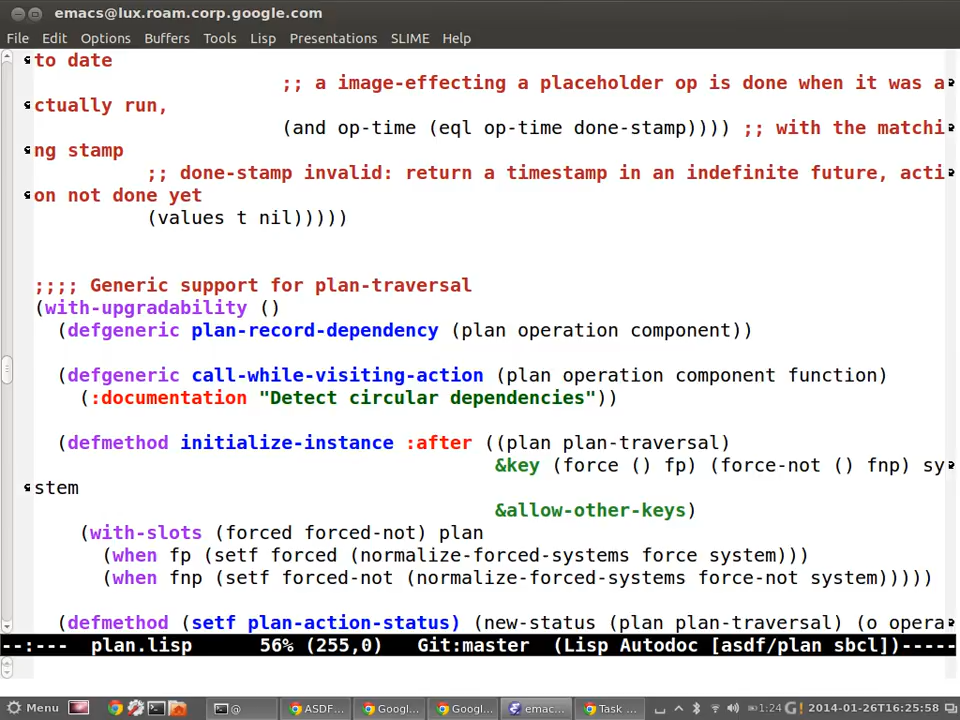 emacs@lux.roam.corp.google.com
File Edit Options Buffers Tools Lisp Presentations SLIME Help
to date
;; a image-effecting a placeholder op is done when it was a
ctually run,
(and op-time (eql op-time done-stamp)))) ;; with the matchi
ng stamp
;; done-stamp invalid: return a timestamp in an indefinite future, acti
on not done yet
(values t nil)))))
;;;; Generic support for plan-traversal
(with-upgradability ()
(defgeneric plan-record-dependency (plan operation component))
(defgeneric call-while-visiting-action (plan operation component function)
(:documentation "Detect circular dependencies"))
(defmethod initialize-instance :after ((plan plan-traversal)
&key (force () fp) (force-not () fnp) sy
stem
&allow-other-keys)
(with-slots (forced forced-not) plan
(when fp (setf forced (normalize-forced-systems force system)))
(when fnp (setf forced-not (normalize-forced-systems force-not system)))))
(defmethod (setf plan-action-status) (new-status (plan plan-traversal) (o opera
--:--- plan.lisp 56% (255,0) Git:master (Lisp Autodoc [asdf/plan sbcl])-----
Menu @ ASDF... Googl... Googl... emac... Task ... 1:24 2014-01-26T16:25:58